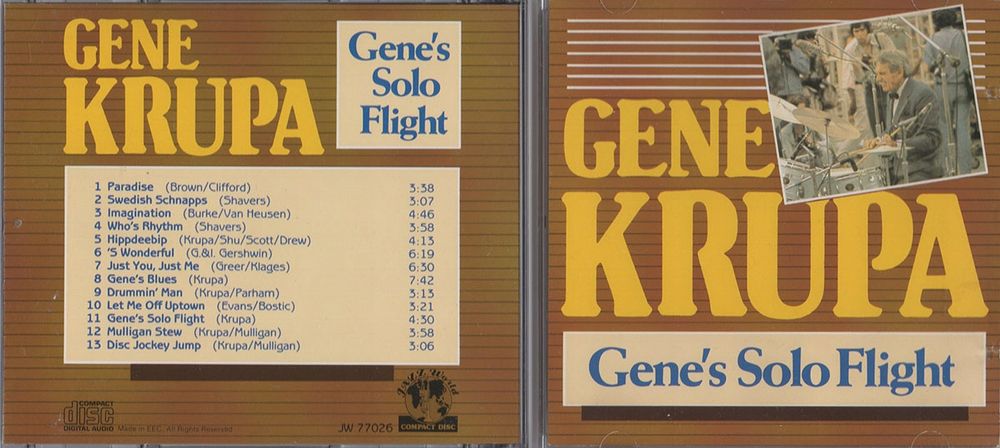 GENE
KRUPA
Gene's
Solo
Flight
1 Paradise (Brown/Clifford) 3:38
2 Swedish Schnapps (Shavers) 3:07
3 Imagination (Burke/Van Heusen) 4:46
4 Who's Rhythm (Shavers) 3:58
5 Hippdeebip (Krupa/Shu/Scott/Drew) 4:13
6 'S Wonderful (G.&I. Gershwin) 6:19
7 Just You, Just Me (Greer/Klages) 6:30
8 Gene's Blues (Krupa) 7:42
9 Drummin' Man (Krupa/Parham) 3:13
10 Let Me Off Uptown (Evans/Bostic) 3:21
11 Gene's Solo Flight (Krupa) 4:30
12 Mulligan Stew (Krupa/Mulligan) 3:58
13 Disc Jockey Jump (Krupa/Mulligan) 3:06
COMPACT
disc
DIGITAL AUDIO
Made in EEC. All Rights Reserved
JW 77026
Jazz World
COMPACT DISC
GENE
KRUPA
Gene's Solo Flight